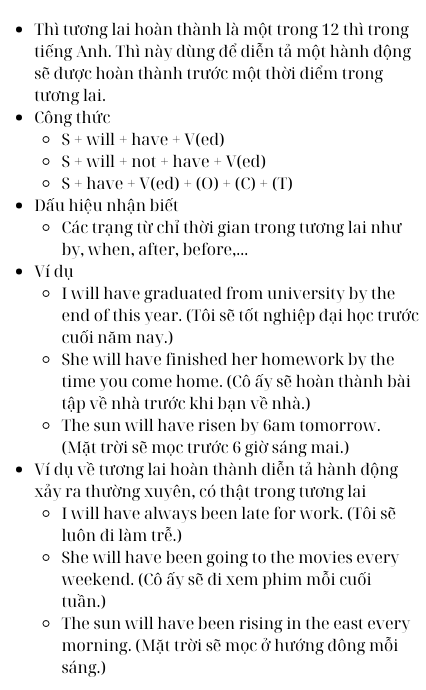 Thì tương lai hoàn thành là một trong 12 thì trong
tiếng Anh. Thì này dùng để diễn tả một hành động
sẽ được hoàn thành trước một thời điểm trong
tương lai.
Công thức
S + will + have + V(ed)
S + will + not + have + V(ed)
S + have + V(ed) + (O) + (C) + (T)
Dấu hiệu nhận biết
Các trạng từ chỉ thời gian trong tương lai như
by, when, after, before,...
Ví dụ
I will have graduated from university by the
end of this year. (Tôi sẽ tốt nghiệp đại học trước
cuối năm nay.)
She will have finished her homework by the
time you come home. (Cô ấy sẽ hoàn thành bài
tập về nhà trước khi bạn về nhà.)
The sun will have risen by 6am tomorrow.
(Mặt trời sẽ mọc trước 6 giờ sáng mai.)
Ví dụ về tương lai hoàn thành diễn tả hành động
xảy ra thường xuyên, có thật trong tương lai
I will have always been late for work. (Tôi sẽ
luôn đi làm trễ.)
She will have been going to the movies every
weekend. (Cô ấy sẽ đi xem phim mỗi cuối
tuần.)
The sun will have been rising in the east every
morning. (Mặt trời sẽ mọc ở hướng đông mỗi
sáng.)